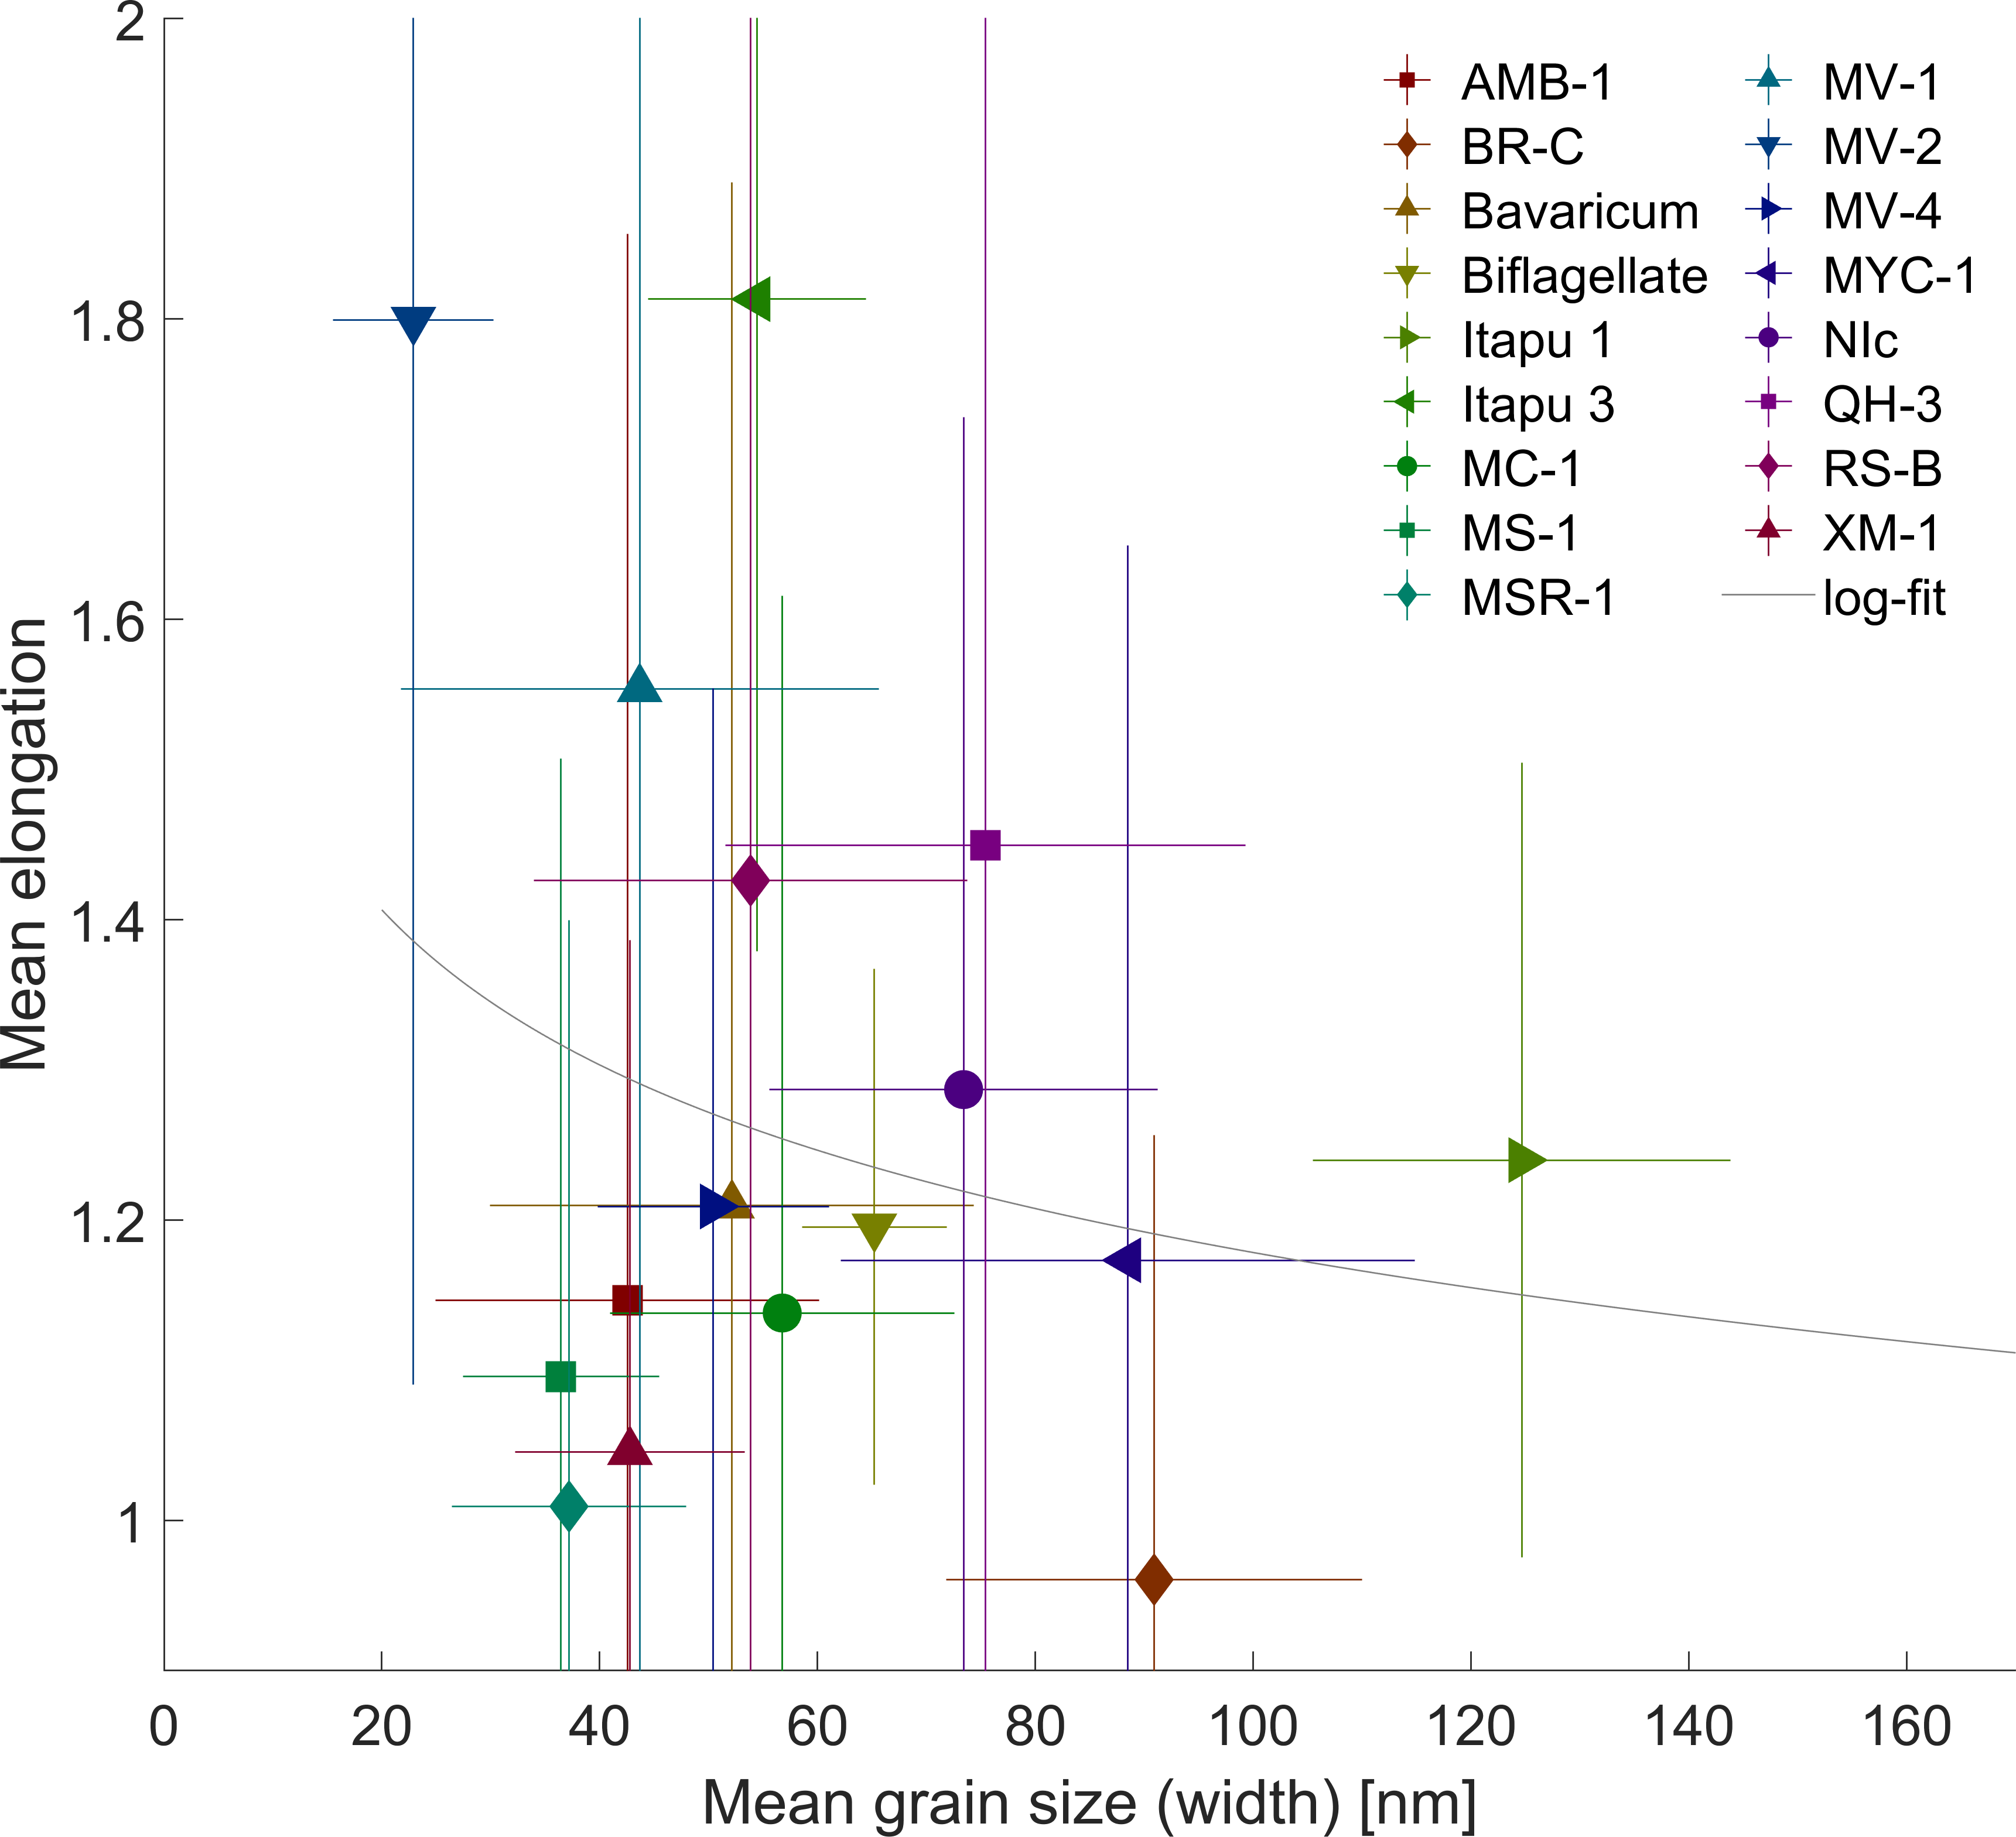 2
1.8
1.6
1.4
1.2
1
Mean elongation
AMB-1
BR-C
Bavaricum
Biflagellate
Itapu 1
Itapu 3
MC-1
MS-1
MSR-1
MV-1
MV-2
MV-4
MYC-1
NIc
QH-3
RS-B
XM-1
log-fit
0 20 40 60 80 100 120 140 160
Mean grain size (width) [nm]